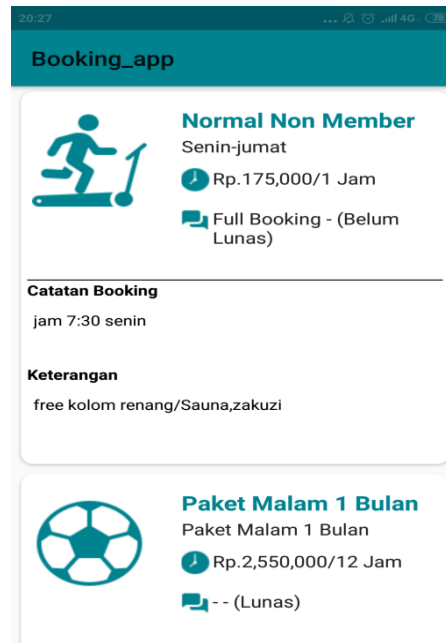 20:27
... 4G 78
Booking_app
Normal Non Member
Senin-jumat
Rp.175,000/1 Jam
Full Booking - (Belum
Lunas)
Catatan Booking
jam 7:30 senin
Keterangan
free kolom renang/Sauna,zakuzi
Paket Malam 1 Bulan
Paket Malam 1 Bulan
Rp.2,550,000/12 Jam
- - (Lunas)